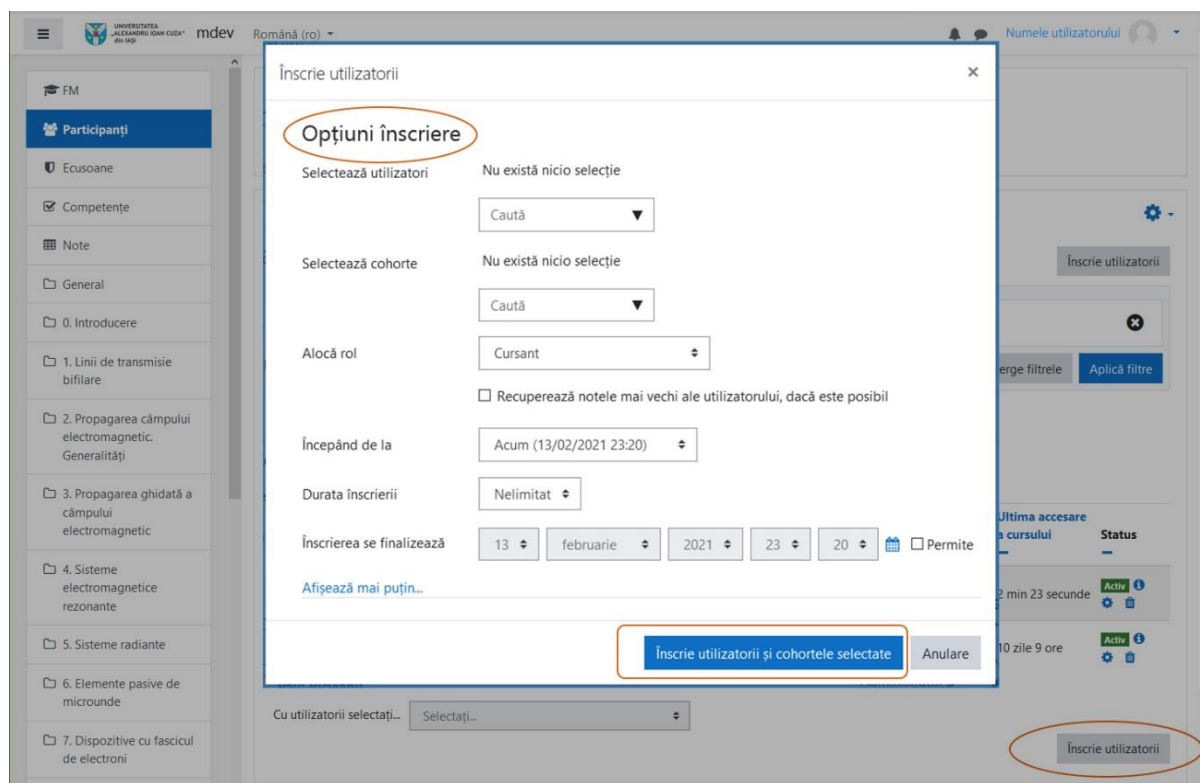 UNIVERSITATEA
„ALEXANDRU IOAN CUZA”
din IAȘI
mdev
Română (ro)
Numele utilizatorului
FM
Participanți
Ecusoane
Competențe
Note
General
0. Introducere
1. Linii de transmisie
bifilare
2. Propagarea câmpului
electromagnetic.
Generalități
3. Propagarea ghidată a
câmpului
electromagnetic
4. Sisteme
electromagnetice
rezonante
5. Sisteme radiante
6. Elemente pasive de
microunde
7. Dispozitive cu fascicul
de electroni
Înscrie utilizatorii
×
Opțiuni înscriere
Selectează utilizatori
Nu există nicio selecție
Caută ▼
Selectează cohorte
Nu există nicio selecție
Caută ▼
Alocă rol
Cursant
Recuperează notele mai vechi ale utilizatorului, dacă este posibil
Începând de la
Acum (13/02/2021 23:20)
Durata înscrierii
Nelimitat
Înscrierea se finalizează
13 februarie 2021 23 20 Permite
Afișează mai puțin...
Înscrie utilizatorii și cohortele selectate
Anulare
Înscrie utilizatorii
erge filtrele
Aplică filtre
Ultima accesare
a cursului
Status
2 min 23 secunde
Activ
10 zile 9 ore
Activ
Cu utilizatorii selectați...
Selectați...
Înscrie utilizatorii